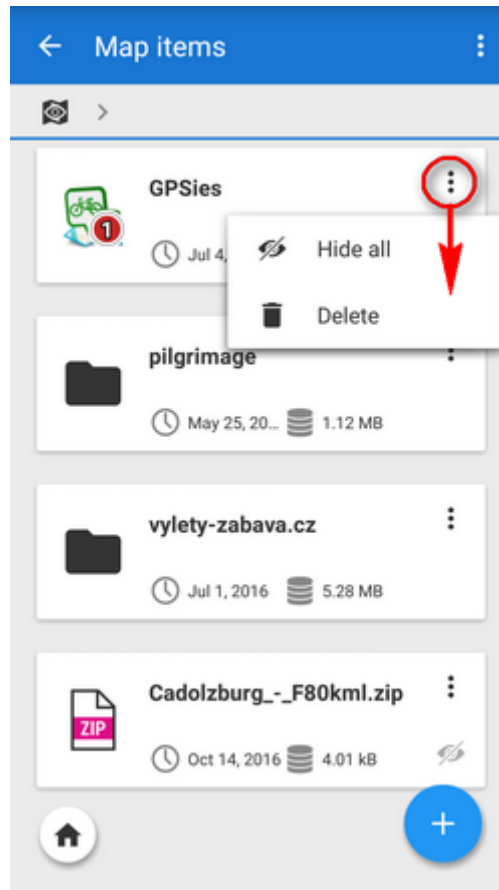 Map items
GPSies
1
Jul 4,
Hide all
Delete
pilgrimage
May 25, 20... 1.12 MB
vylety-zabava.cz
Jul 1, 2016 5.28 MB
Cadolzburg_-_F80kml.zip
ZIP
Oct 14, 2016 4.01 kB